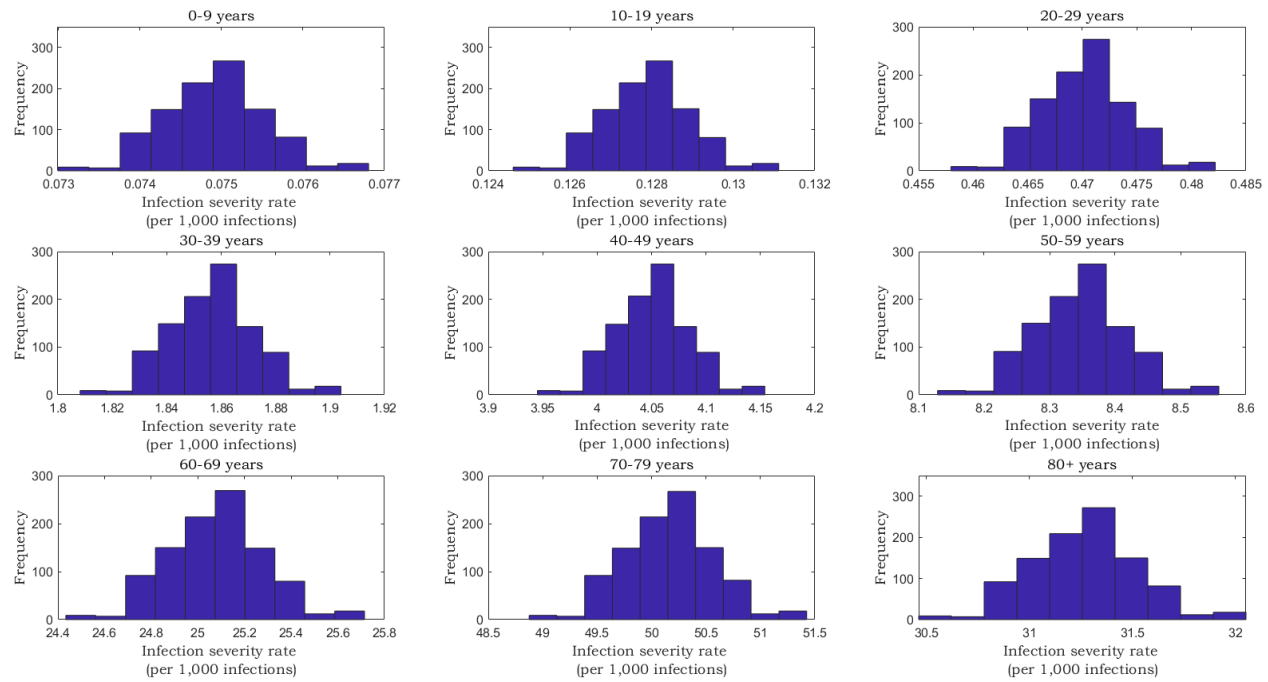 0-9 years
300
200
100
0
Frequency
0.073 0.074 0.075 0.076 0.077
Infection severity rate
(per 1,000 infections)
10-19 years
300
200
100
0
Frequency
0.124 0.126 0.128 0.13 0.132
Infection severity rate
(per 1,000 infections)
20-29 years
300
200
100
0
Frequency
0.455 0.46 0.465 0.47 0.475 0.48 0.485
Infection severity rate
(per 1,000 infections)
30-39 years
300
200
100
0
Frequency
1.8 1.82 1.84 1.86 1.88 1.9 1.92
Infection severity rate
(per 1,000 infections)
40-49 years
300
200
100
0
Frequency
3.9 3.95 4 4.05 4.1 4.15 4.2
Infection severity rate
(per 1,000 infections)
50-59 years
300
200
100
0
Frequency
8.1 8.2 8.3 8.4 8.5 8.6
Infection severity rate
(per 1,000 infections)
60-69 years
300
200
100
0
Frequency
24.4 24.6 24.8 25 25.2 25.4 25.6 25.8
Infection severity rate
(per 1,000 infections)
70-79 years
300
200
100
0
Frequency
48.5 49 49.5 50 50.5 51 51.5
Infection severity rate
(per 1,000 infections)
80+ years
300
200
100
0
Frequency
30.5 31 31.5 32
Infection severity rate
(per 1,000 infections)